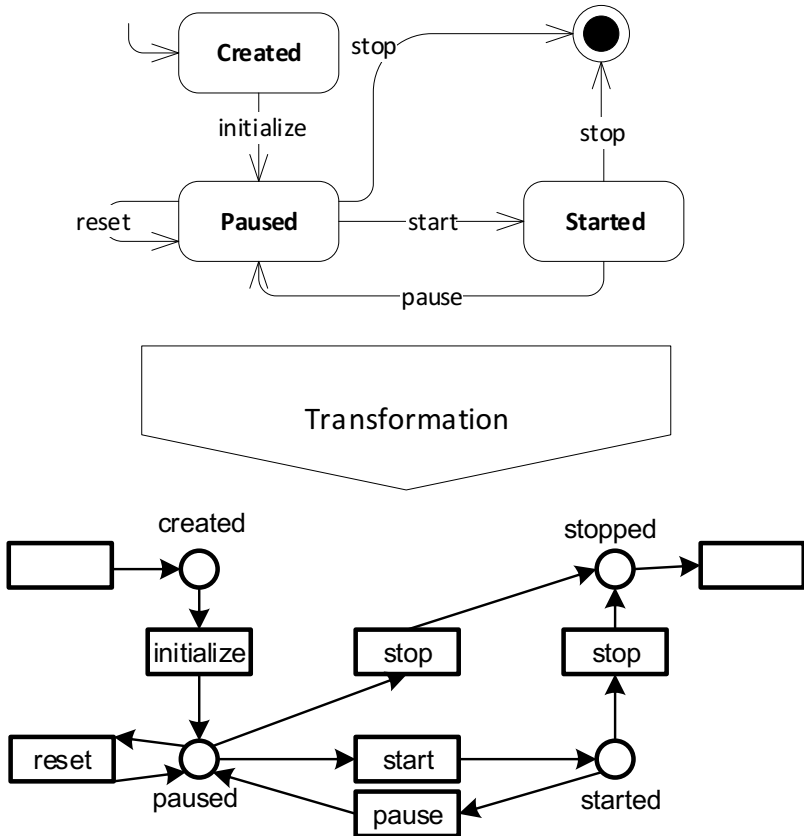 Created
stop
initialize
stop
reset
Paused
start
Started
pause
Transformation
created
stopped
initialize
stop
stop
reset
start
paused
started
pause